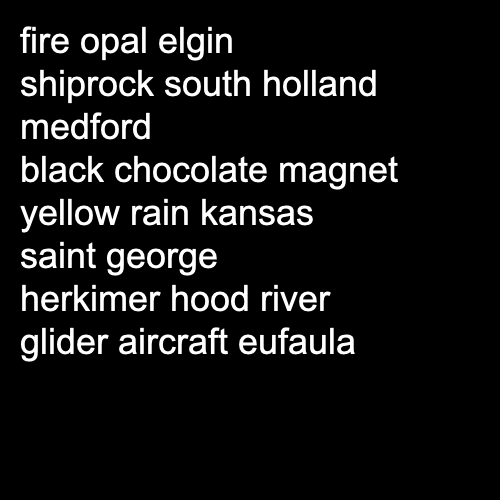 fire opal elgin
shiprock south holland
medford
black chocolate magnet
yellow rain kansas
saint george
herkimer hood river
glider aircraft eufaula